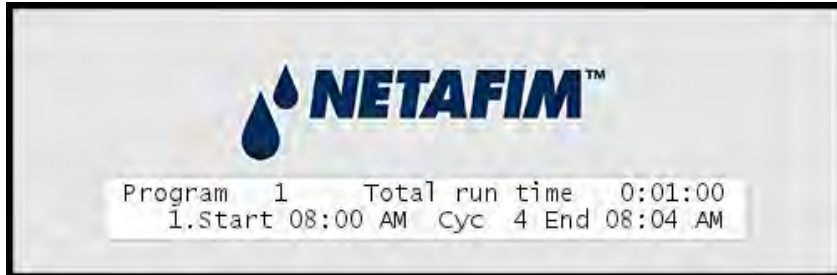 NETAFIM™
Program 1 Total run time 0:01:00
1.Start 08:00 AM Cyc 4 End 08:04 AM